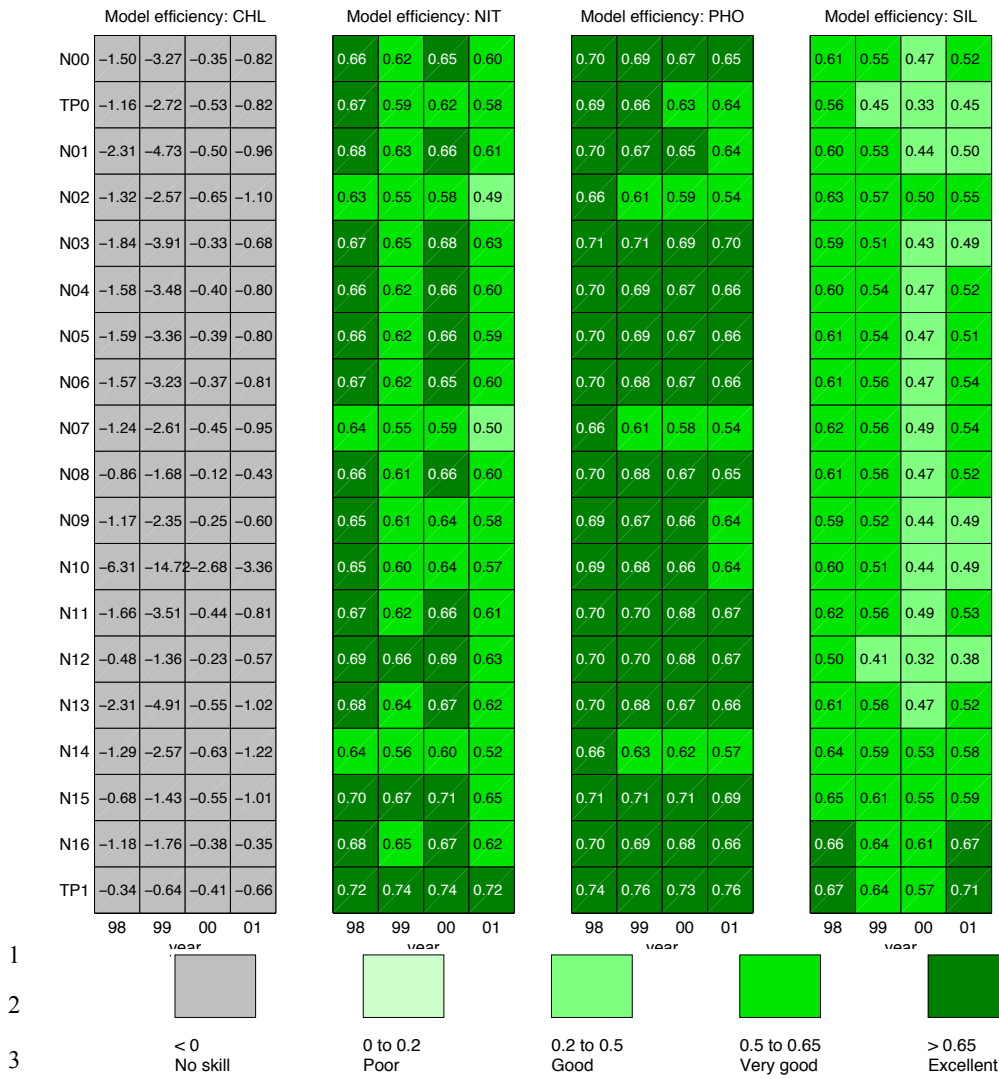 Model efficiency: CHL Model efficiency: NIT Model efficiency: PHO Model efficiency: SIL
N00 −1.50 −3.27 −0.35 −0.82 0.66 0.62 0.65 0.60 0.70 0.69 0.67 0.65 0.61 0.55 0.47 0.52
TP0 −1.16 −2.72 −0.53 −0.82 0.67 0.59 0.62 0.58 0.69 0.66 0.63 0.64 0.56 0.45 0.33 0.45
N01 −2.31 −4.73 −0.50 −0.96 0.68 0.63 0.66 0.61 0.70 0.67 0.65 0.64 0.60 0.53 0.44 0.50
N02 −1.32 −2.57 −0.65 −1.10 0.63 0.55 0.58 0.49 0.66 0.61 0.59 0.54 0.63 0.57 0.50 0.55
N03 −1.84 −3.91 −0.33 −0.68 0.67 0.65 0.68 0.63 0.71 0.71 0.69 0.70 0.59 0.51 0.43 0.49
N04 −1.58 −3.48 −0.40 −0.80 0.66 0.62 0.66 0.60 0.70 0.69 0.67 0.66 0.60 0.54 0.47 0.52
N05 −1.59 −3.36 −0.39 −0.80 0.66 0.62 0.66 0.59 0.70 0.69 0.67 0.66 0.61 0.54 0.47 0.51
N06 −1.57 −3.23 −0.37 −0.81 0.67 0.62 0.65 0.60 0.70 0.68 0.67 0.66 0.61 0.56 0.47 0.54
N07 −1.24 −2.61 −0.45 −0.95 0.64 0.55 0.59 0.50 0.66 0.61 0.58 0.54 0.62 0.56 0.49 0.54
N08 −0.86 −1.68 −0.12 −0.43 0.66 0.61 0.66 0.60 0.70 0.68 0.67 0.65 0.61 0.56 0.47 0.52
N09 −1.17 −2.35 −0.25 −0.60 0.65 0.61 0.64 0.58 0.69 0.67 0.66 0.64 0.59 0.52 0.44 0.49
N10 −6.31 −14.72 −2.68 −3.36 0.65 0.60 0.64 0.57 0.69 0.68 0.66 0.64 0.60 0.51 0.44 0.49
N11 −1.66 −3.51 −0.44 −0.81 0.67 0.62 0.66 0.61 0.70 0.70 0.68 0.67 0.62 0.56 0.49 0.53
N12 −0.48 −1.36 −0.23 −0.57 0.69 0.66 0.69 0.63 0.70 0.70 0.68 0.67 0.50 0.41 0.32 0.38
N13 −2.31 −4.91 −0.55 −1.02 0.68 0.64 0.67 0.62 0.70 0.68 0.67 0.66 0.61 0.56 0.47 0.52
N14 −1.29 −2.57 −0.63 −1.22 0.64 0.56 0.60 0.52 0.66 0.63 0.62 0.57 0.64 0.59 0.53 0.58
N15 −0.68 −1.43 −0.55 −1.01 0.70 0.67 0.71 0.65 0.71 0.71 0.71 0.69 0.65 0.61 0.55 0.59
N16 −1.18 −1.76 −0.38 −0.35 0.68 0.65 0.67 0.62 0.70 0.69 0.68 0.66 0.66 0.64 0.61 0.67
TP1 −0.34 −0.64 −0.41 −0.66 0.72 0.74 0.74 0.72 0.74 0.76 0.73 0.76 0.67 0.64 0.57 0.71
98 99 00 01 98 99 00 01 98 99 00 01 98 99 00 01
year year year year
1
2
3
< 0 0 to 0.2 0.2 to 0.5 0.5 to 0.65 > 0.65
No skill Poor Good Very good Excellent